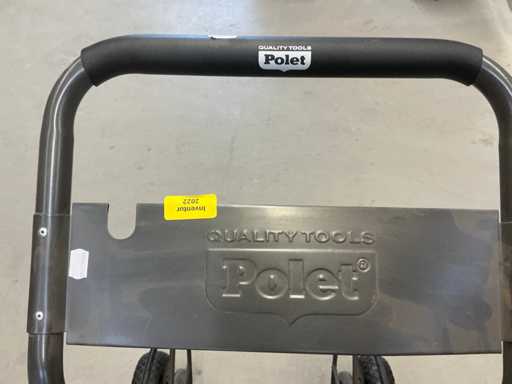 QUALITY TOOLS
Polet
Inventur
2022
QUALITY TOOLS
Polet®